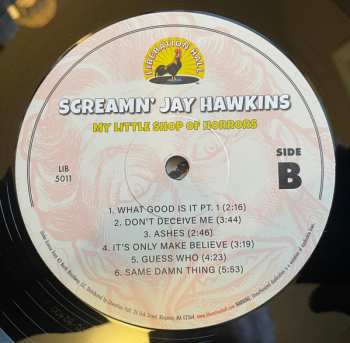 LIBERATION HALL
SCREAMN' JAY HAWKINS
MY LITTLE SHOP OF HORRORS
LIB
5011
SIDE
B
1. WHAT GOOD IS IT PT. 1 (2:16)
2. DON'T DECEIVE ME (3:44)
3. ASHES (2:46)
4. IT'S ONLY MAKE BELIEVE (3:19)
5. GUESS WHO (4:23)
6. SAME DAMN THING (5:53)